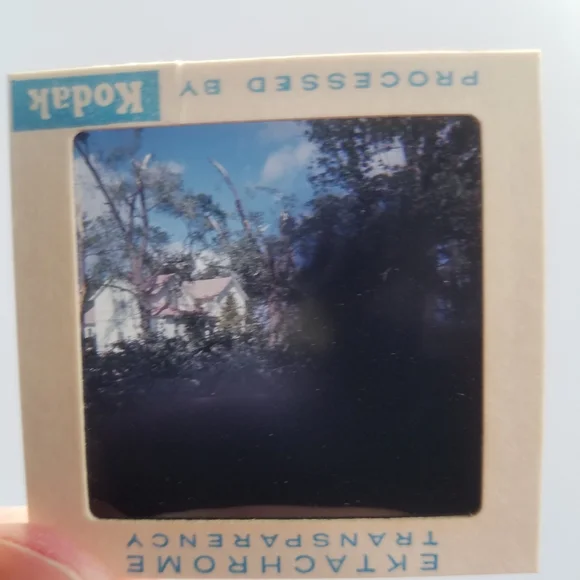 EKTACHROME
TRANSPARENCY
PROCESSED BY Kodak